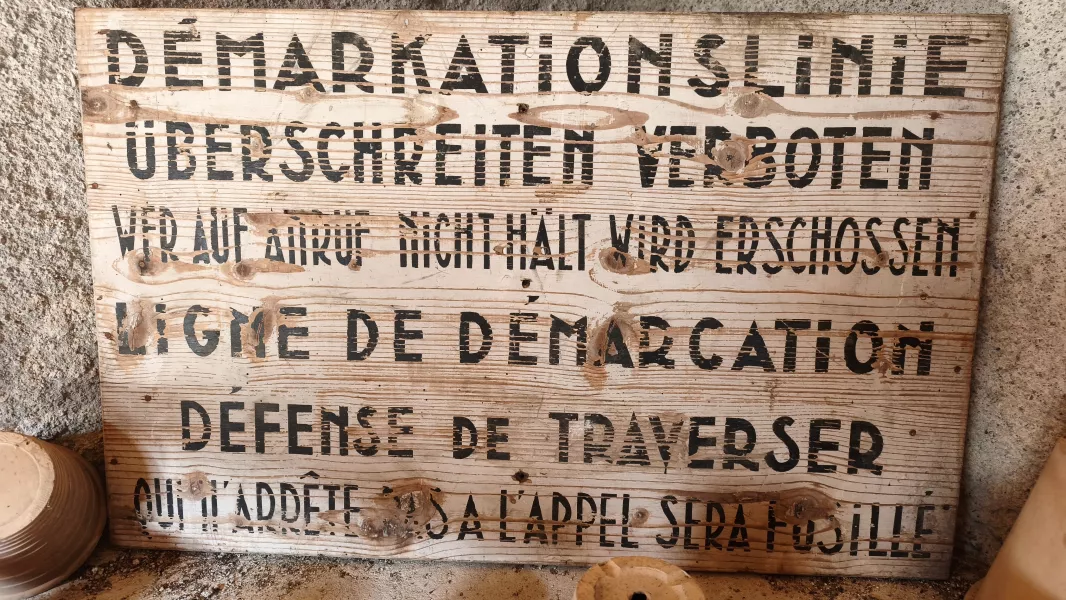 DÉMARKATIONSLINIE
ÜBERSCHREITEN VERBOTEN
WER AUF ANRUF NICHT HÄLT WIRD ERSCHOSSEN
LIGNE DE DÉMARCATION
DÉFENSE DE TRAVERSER
QUI N'ARRÊTE PAS A L'APPEL SERA FUSILLÉ